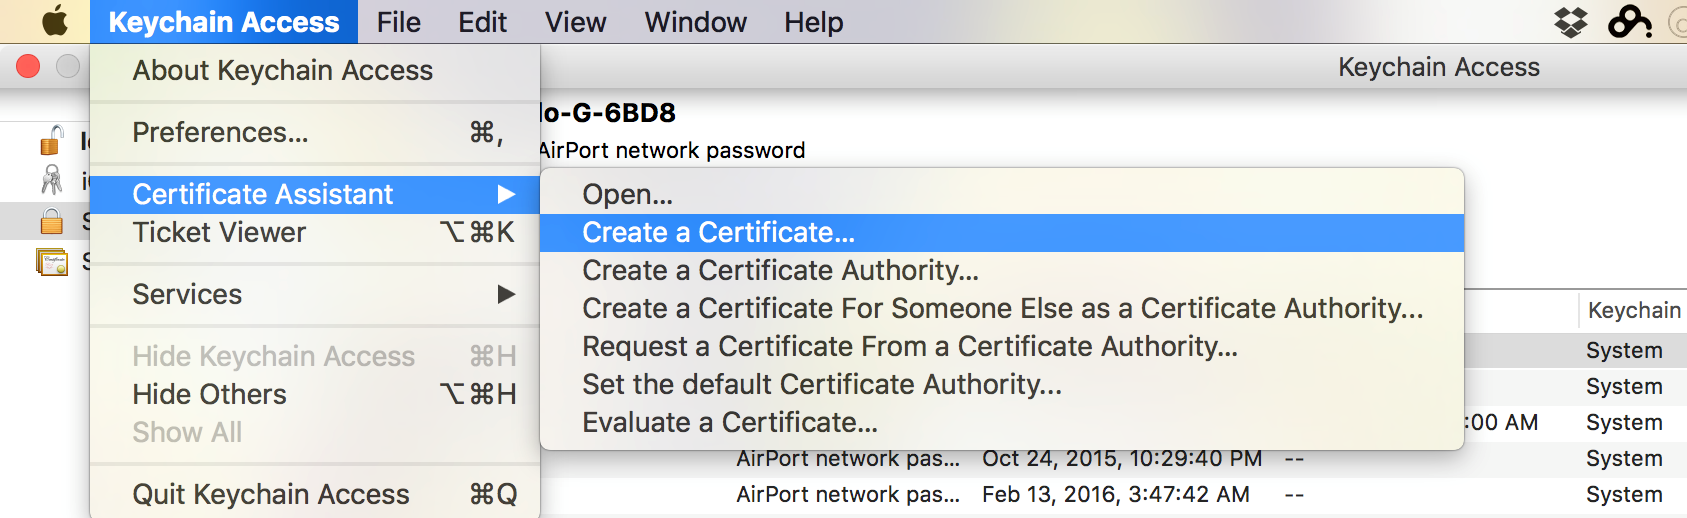 Keychain Access File Edit View Window Help
Keychain Access
About Keychain Access
Preferences... ⌘,
Certificate Assistant ▶
Ticket Viewer ⌥⌘K
Services ▶
Hide Keychain Access ⌘H
Hide Others ⌥⌘H
Show All
Quit Keychain Access ⌘Q
lo-G-6BD8
AirPort network password
Open...
Create a Certificate...
Create a Certificate Authority...
Create a Certificate For Someone Else as a Certificate Authority...
Request a Certificate From a Certificate Authority...
Set the default Certificate Authority...
Evaluate a Certificate...
Keychain
System
System
:00 AM System
AirPort network pas... Oct 24, 2015, 10:29:40 PM -- System
AirPort network pas... Feb 13, 2016, 3:47:42 AM -- System